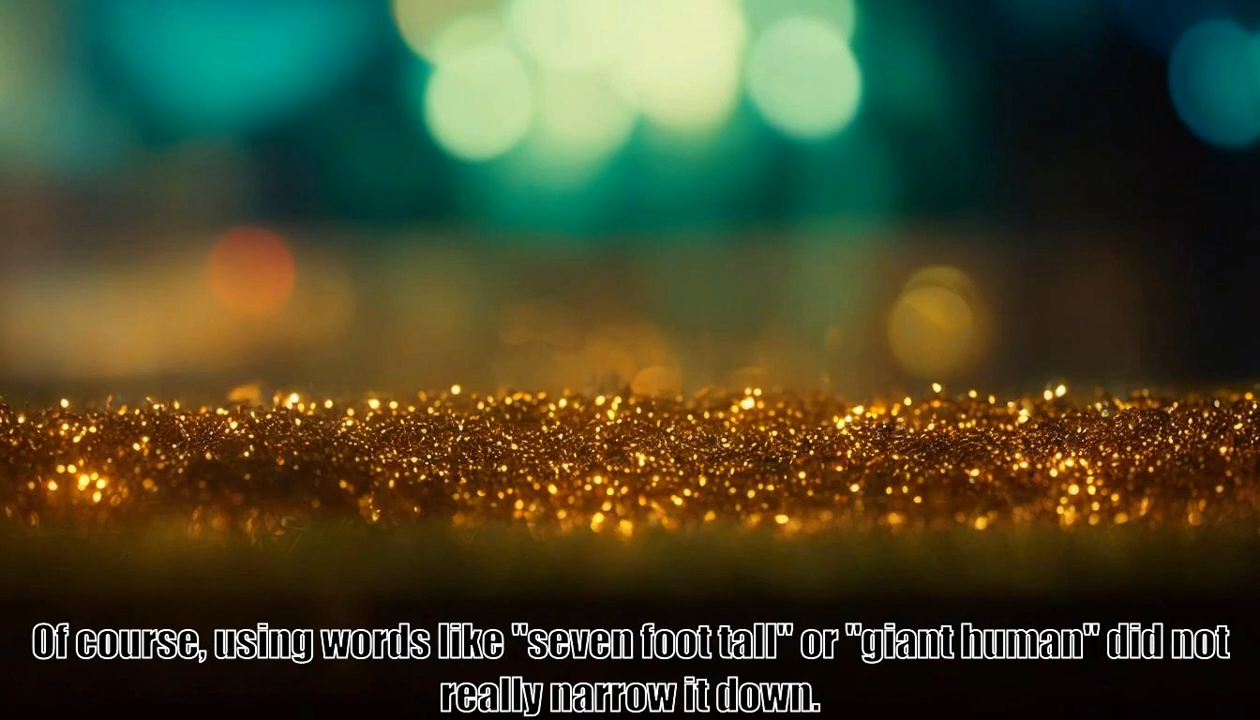 Of course, using words like "seven foot tall" or "giant human" did not
really narrow it down.